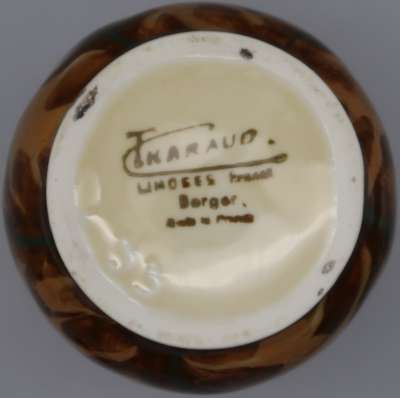 THARAUD.
LIMOGES France
Berger.
Made in France